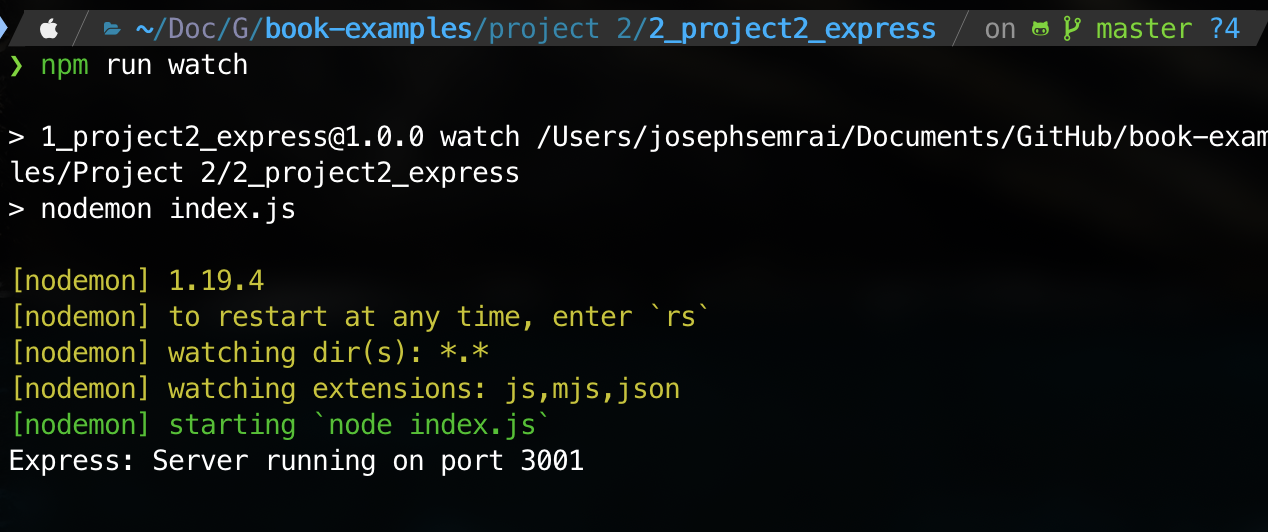 ~/Doc/G/book-examples/project 2/2_project2_express on master ?4
❯ npm run watch
> 1_project2_express@1.0.0 watch /Users/josephsemrai/Documents/GitHub/book-exam
les/Project 2/2_project2_express
> nodemon index.js
[nodemon] 1.19.4
[nodemon] to restart at any time, enter `rs`
[nodemon] watching dir(s): *.*
[nodemon] watching extensions: js,mjs,json
[nodemon] starting `node index.js`
Express: Server running on port 3001